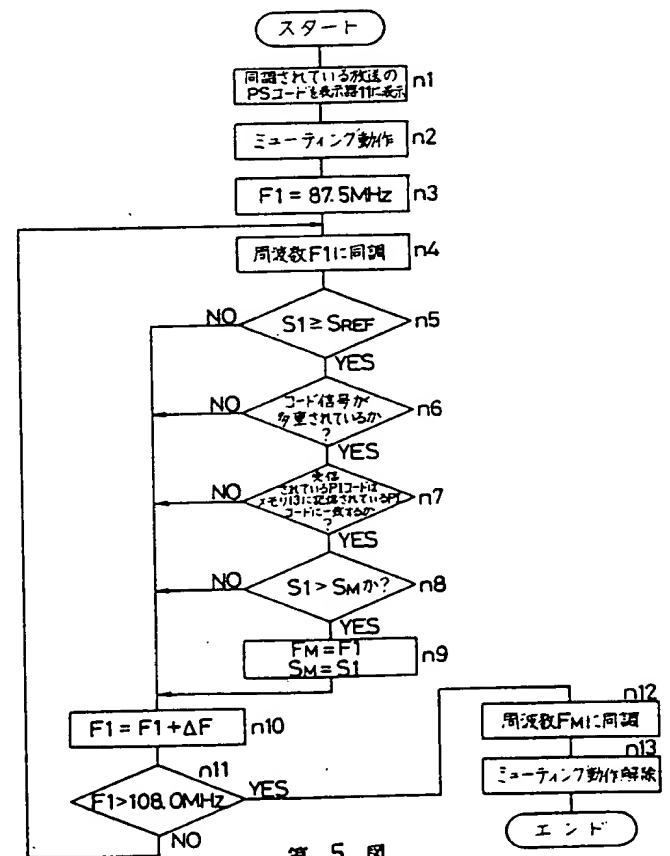 スタート
同調されている放送の
PSコードを表示器11に表示
n1
ミューティング動作
n2
F1=87.5MHz
n3
周波数F1に同調
n4
S1≥SREF
n5
NO
YES
コード信号が
多重されているか
?
n6
NO
YES
受信
されているPIコードは
メモリ13に記憶されているPI
コードに一致するか
?
n7
NO
YES
S1>SMか?
n8
NO
YES
FM=F1
SM=S1
n9
F1=F1+ΔF
n10
n11
F1>108.0MHz
YES
NO
n12
周波数FMに同調
n13
ミューティング動作解除
エンド
第 5 図